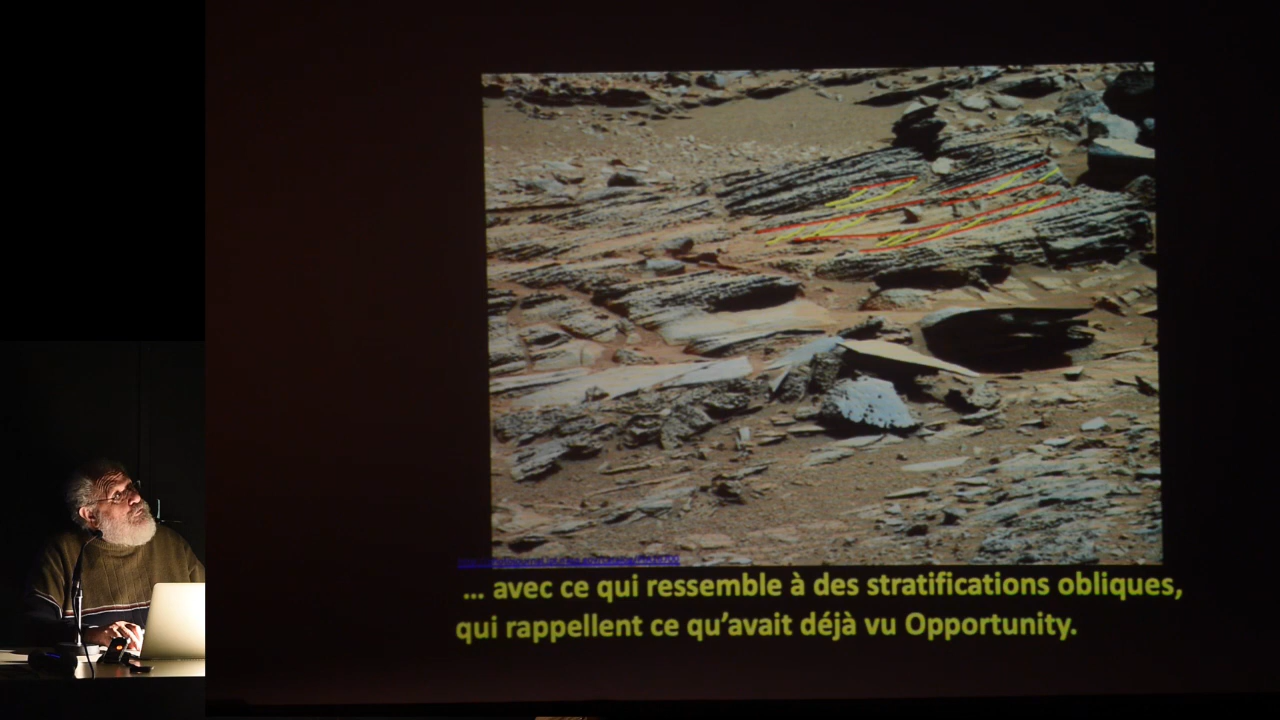 ... avec ce qui ressemble à des stratifications obliques,
qui rappellent ce qu'avait déjà vu Opportunity.